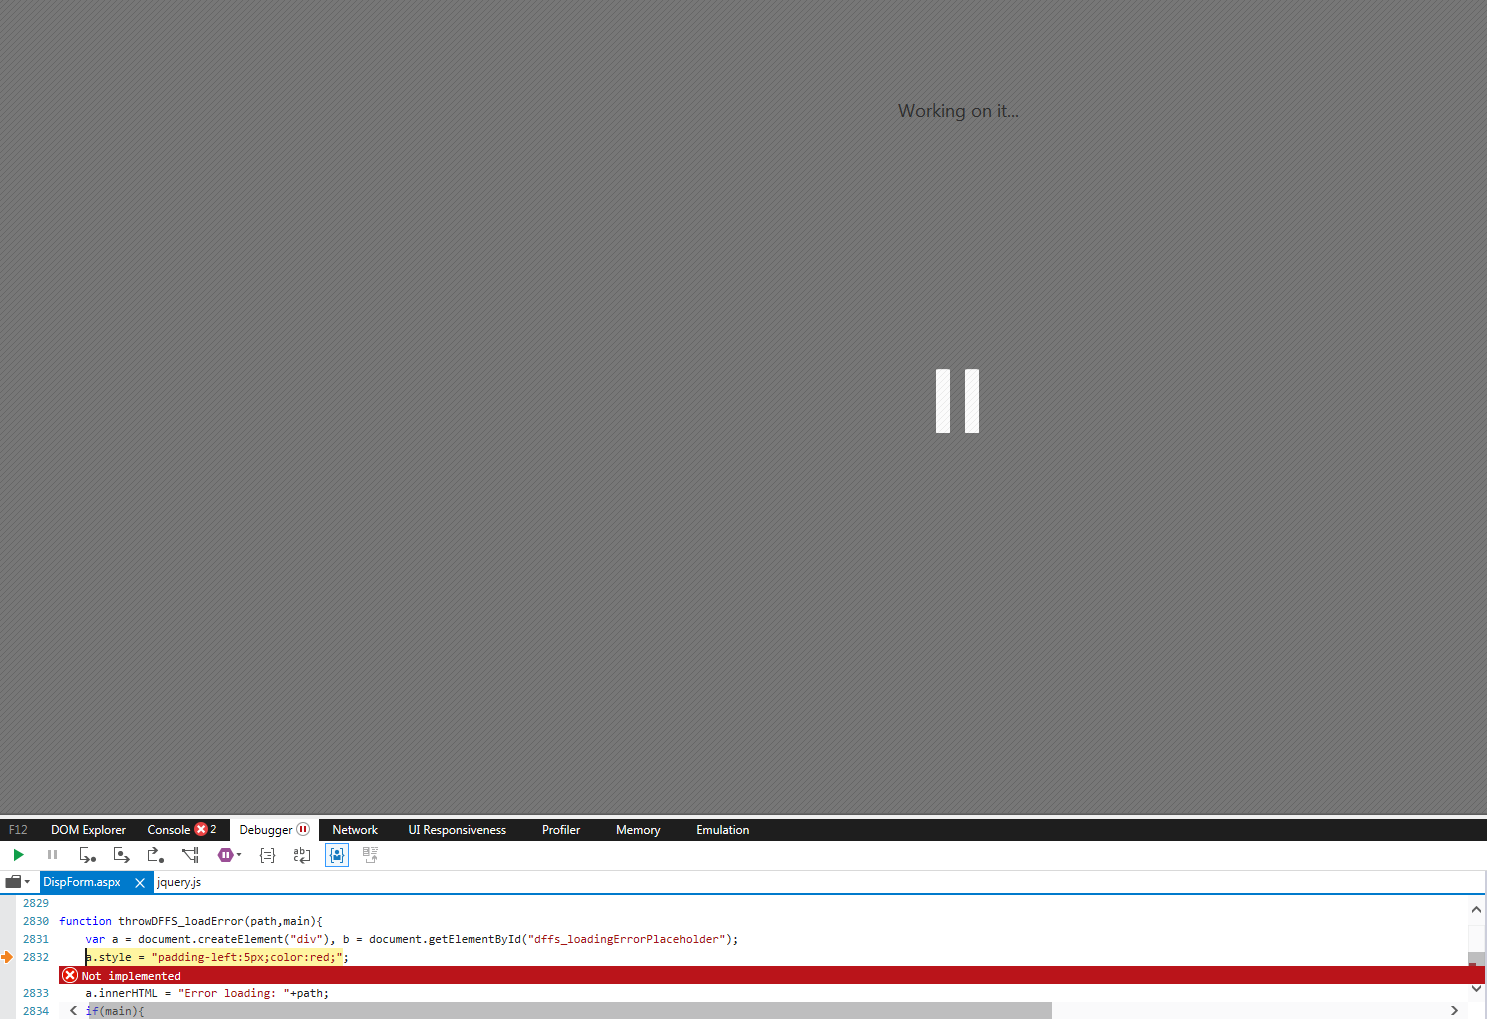 Working on it...
F12 DOM Explorer Console 2 Debugger Network UI Responsiveness Profiler Memory Emulation
DispForm.aspx jquery.js
2829
2830 function throwDFFS_loadError(path,main){
2831 var a = document.createElement("div"), b = document.getElementById("dffs_loadingErrorPlaceholder");
2832 a.style = "padding-left:5px;color:red;";
Not implemented
2833 a.innerHTML = "Error loading: "+path;
2834 if(main){